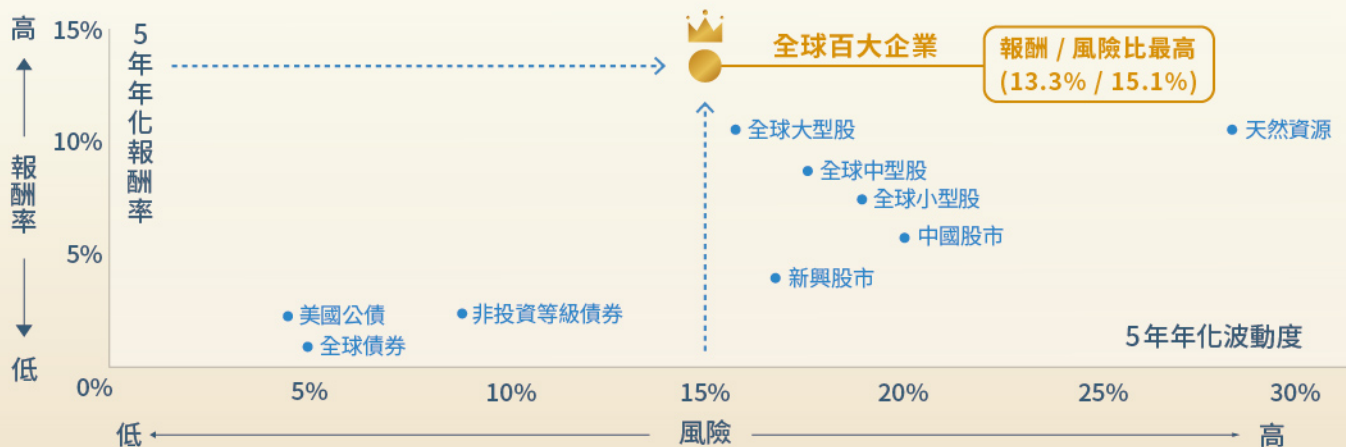 高
15%
5年年化報酬率
全球百大企業
報酬 / 風險比最高
(13.3% / 15.1%)
全球大型股
天然資源
10%
報酬率
全球中型股
全球小型股
中國股市
5%
新興股市
美國公債
非投資等級債券
全球債券
5年年化波動度
低
0%
5%
10%
15%
20%
25%
30%
低
風險
高